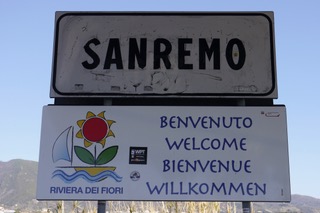 SANREMO
BENVENUTO
WELCOME
BIENVENUE
WILLKOMMEN
RIVIERA DEI FIORI